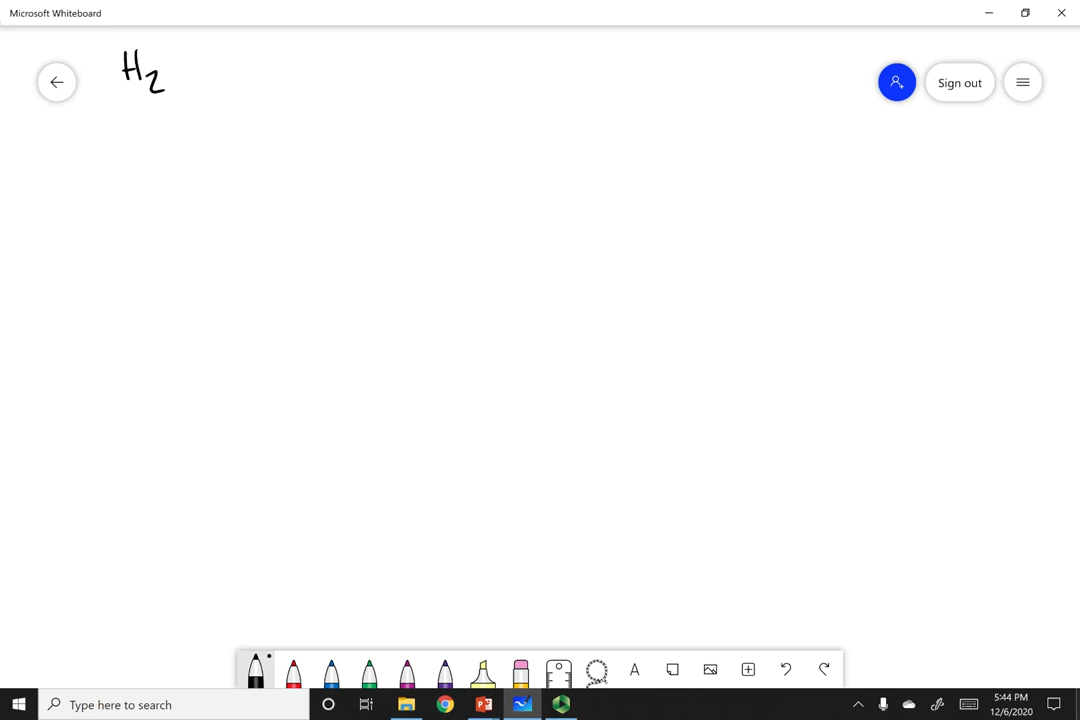 Microsoft Whiteboard
H₂
Sign out
A
Type here to search
5:44 PM
12/6/2020